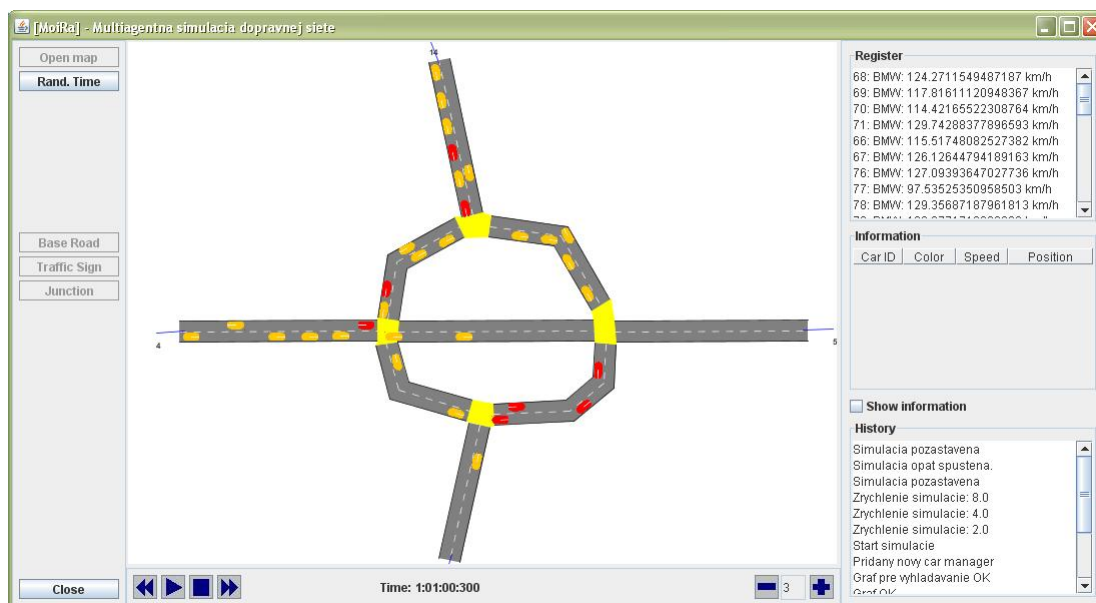 [MoiRa] - Multiagentna simulacia dopravnej siete
Open map
Rand. Time
Base Road
Traffic Sign
Junction
Close
14
4
5
Time: 1:01:00:300
3
Register
68: BMW: 124.2711549487187 km/h
69: BMW: 117.81611120948367 km/h
70: BMW: 114.42165522308764 km/h
71: BMW: 129.74288377896593 km/h
66: BMW: 115.51748082527382 km/h
67: BMW: 126.12644794189163 km/h
76: BMW: 127.09393647027736 km/h
77: BMW: 97.53525350958503 km/h
78: BMW: 129.35687187961813 km/h
Information
Car ID Color Speed Position
Show information
History
Simulacia pozastavena
Simulacia opat spustena.
Simulacia pozastavena
Zrychlenie simulacie: 8.0
Zrychlenie simulacie: 4.0
Zrychlenie simulacie: 2.0
Start simulacie
Pridany novy car manager
Graf pre vyhladavanie OK
Graf OK